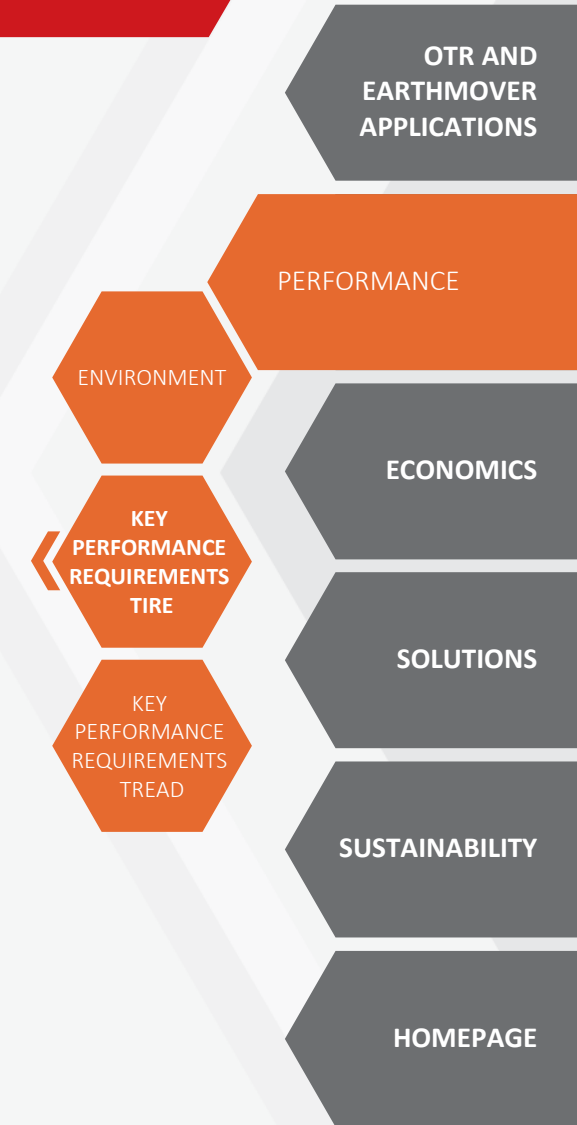 OTR AND
EARTHMOVER
APPLICATIONS
PERFORMANCE
ENVIRONMENT
KEY
PERFORMANCE
REQUIREMENTS
TIRE
KEY
PERFORMANCE
REQUIREMENTS
TREAD
ECONOMICS
SOLUTIONS
SUSTAINABILITY
HOMEPAGE